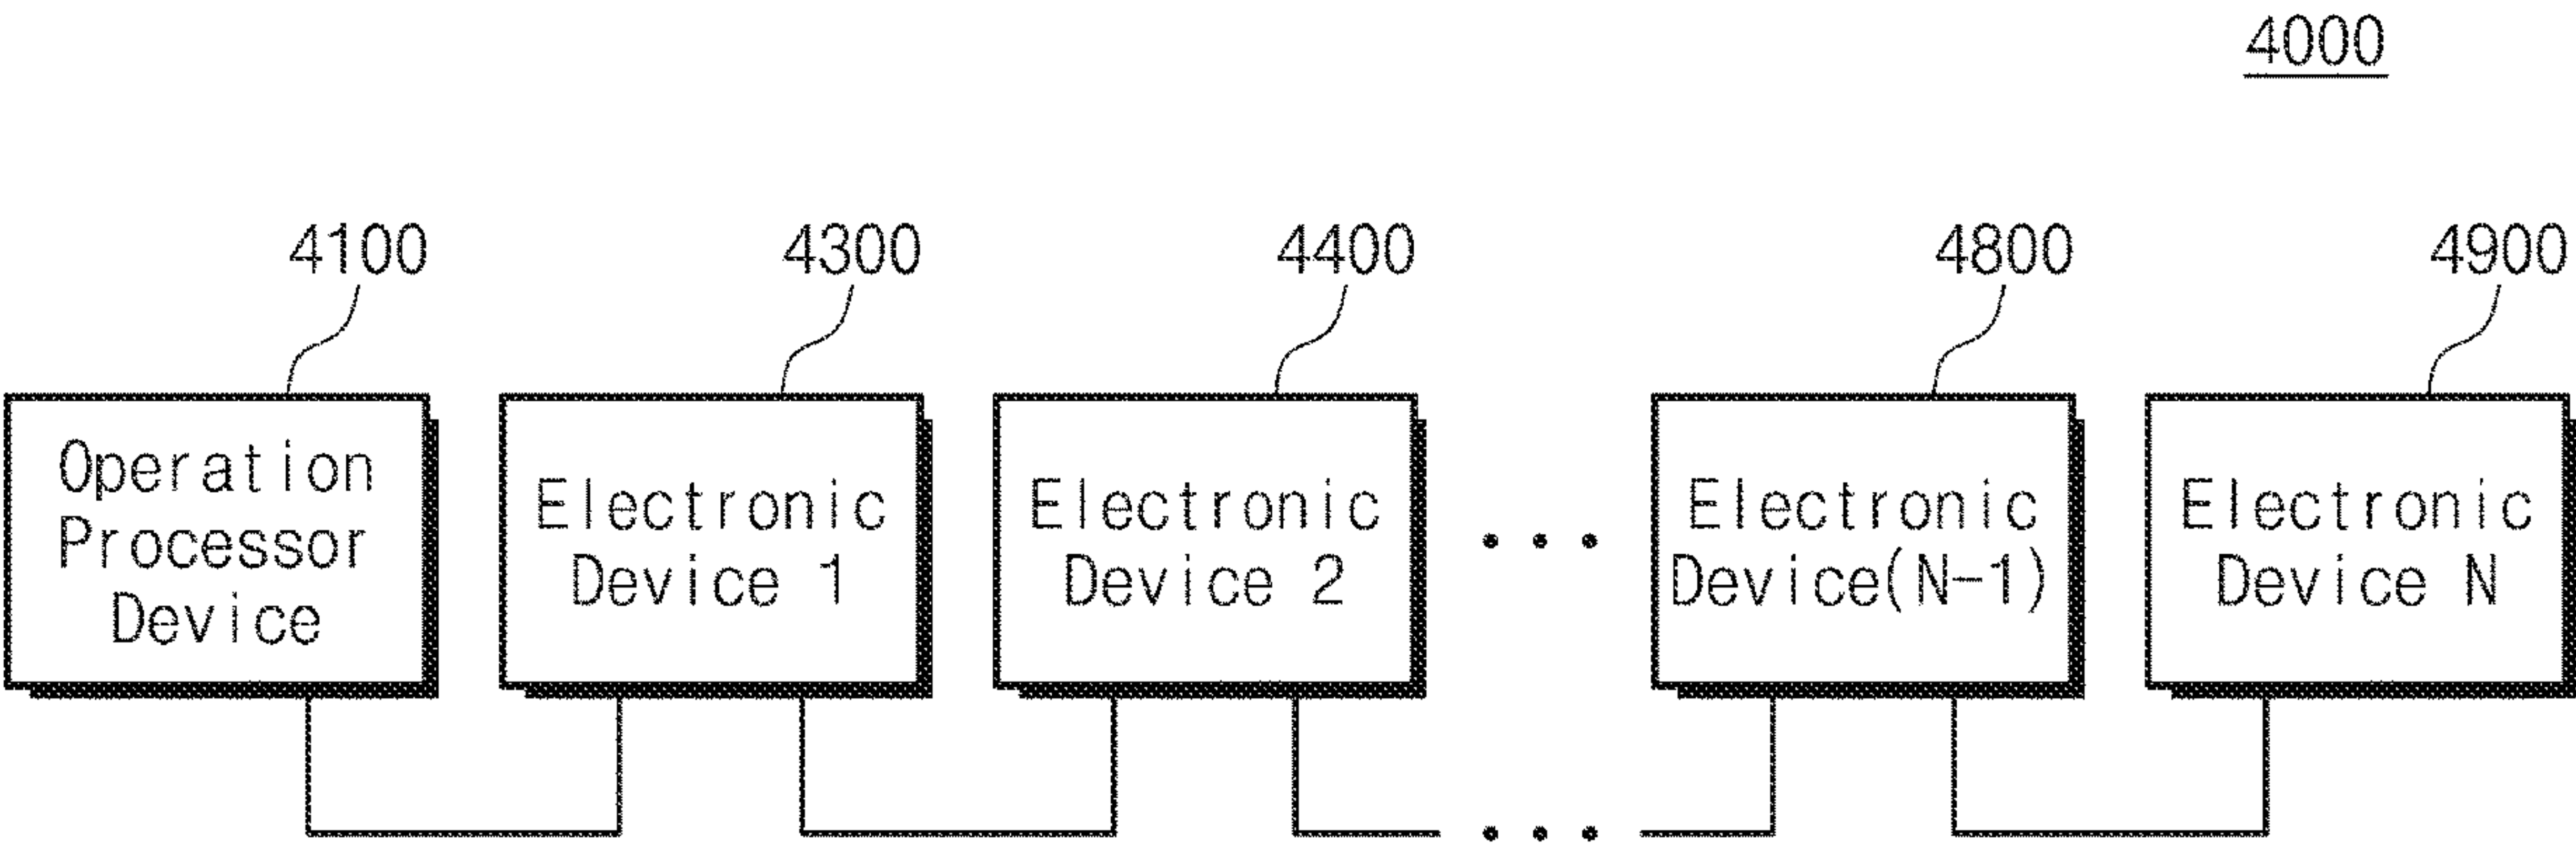 4000
4100
4300
4400
4800
4900
Operation
Processor
Device
Electronic
Device 1
Electronic
Device 2
• • •
Electronic
Device(N-1)
Electronic
Device N
• • •